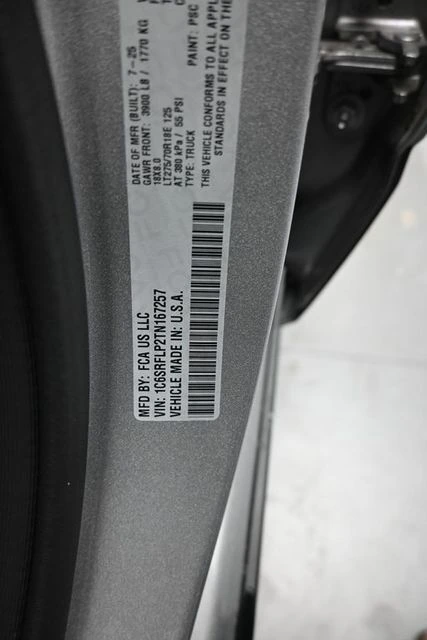 MFD BY: FCA US LLC
VIN: 1C6SRFLP2TN167257
VEHICLE MADE IN: U.S.A.
DATE OF MFR (BUILT): 7-25
GAWR FRONT: 3900 LB / 1770 KG
18X8.0
LT275/70R18E 125
AT 380 kPa / 55 PSI
TYPE: TRUCK PAINT: PSC
THIS VEHICLE CONFORMS TO ALL APPL
STANDARDS IN EFFECT ON THE